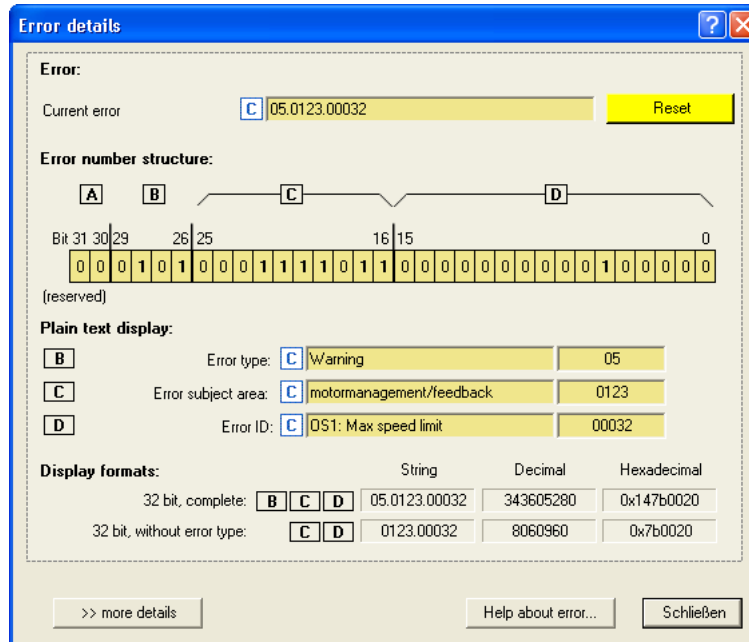 Error details
Error:
Current error C 05.0123.00032 Reset
Error number structure:
A B C D
Bit 31 30 29 26 25 16 15 0
0 0 0 1 0 1 0 0 0 1 1 1 1 0 1 1 0 0 0 0 0 0 0 0 0 0 1 0 0 0 0 0
(reserved)
Plain text display:
B Error type: C Warning 05
C Error subject area: C motormanagement/feedback 0123
D Error ID: C OS1: Max speed limit 00032
Display formats: String Decimal Hexadecimal
32 bit, complete: B C D 05.0123.00032 343605280 0x147b0020
32 bit, without error type: C D 0123.00032 8060960 0x7b0020
>> more details Help about error... Schließen